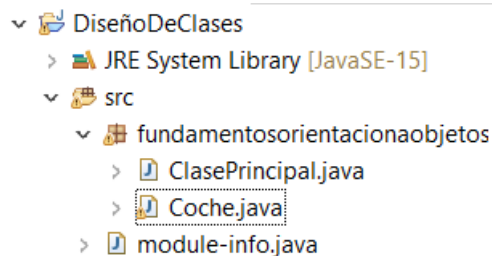 DiseñoDeClases
JRE System Library [JavaSE-15]
src
fundamentosorientacionaobjetos
ClasePrincipal.java
Coche.java
module-info.java